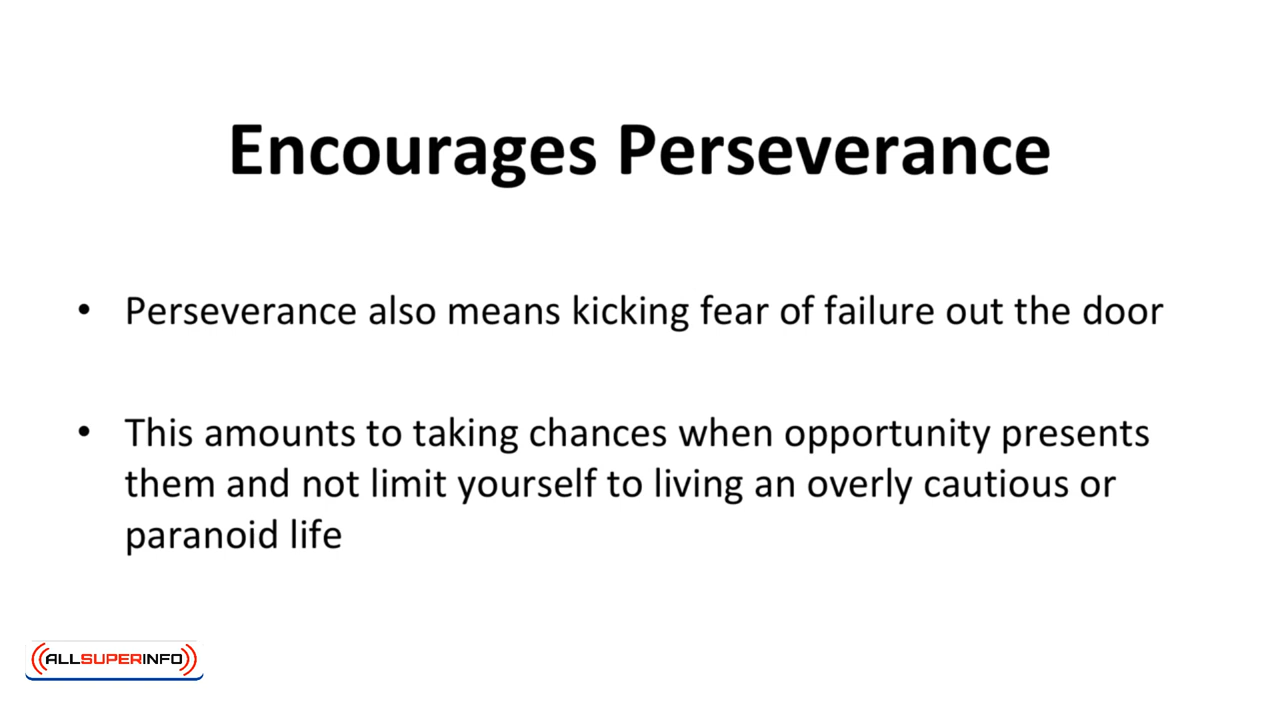 Encourages Perseverance
• Perseverance also means kicking fear of failure out the door
• This amounts to taking chances when opportunity presents
them and not limit yourself to living an overly cautious or
paranoid life
ALLSUPERINFO